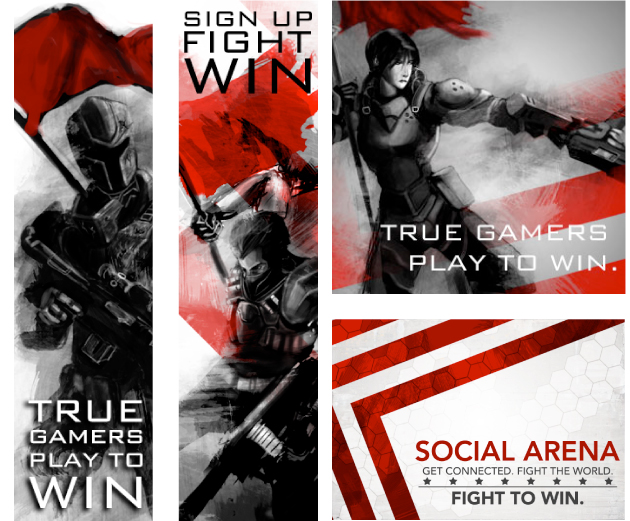 TRUE
GAMERS
PLAY TO
WIN
SIGN UP
FIGHT
WIN
TRUE GAMERS
PLAY TO WIN.
SOCIAL ARENA
GET CONNECTED. FIGHT THE WORLD.
FIGHT TO WIN.